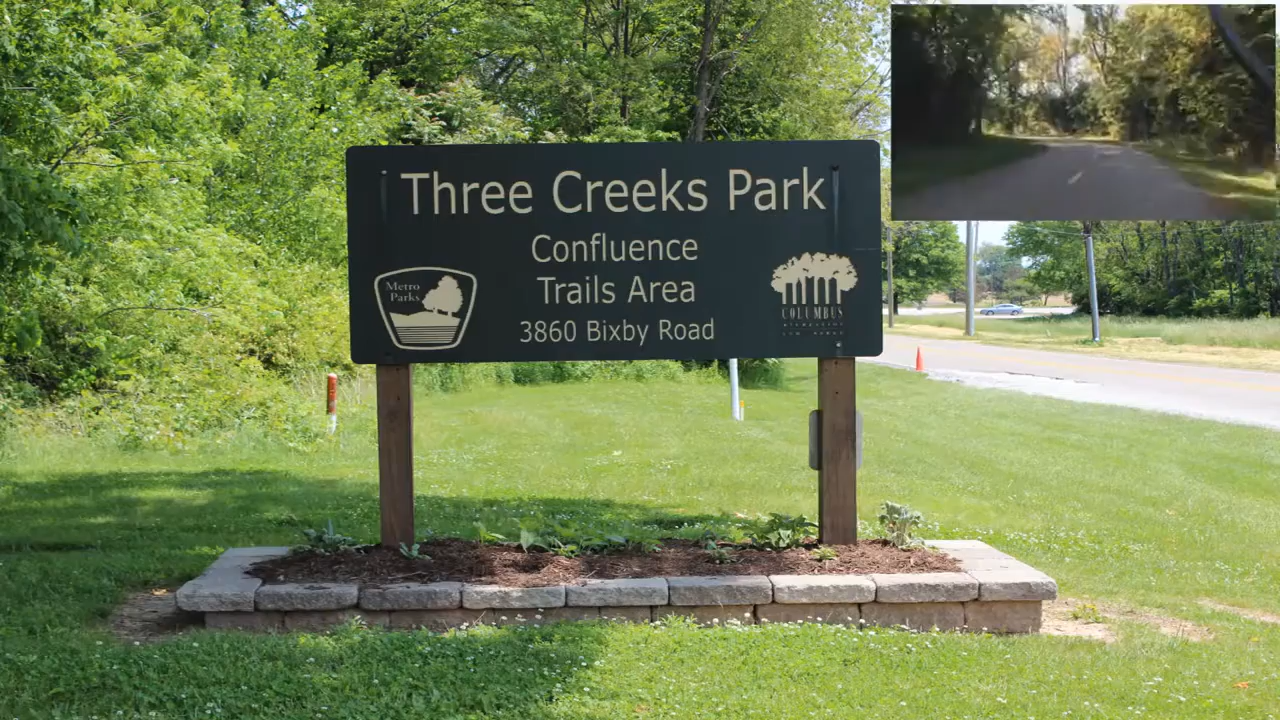 Three Creeks Park
Confluence
Trails Area
3860 Bixby Road
Metro
Parks
COLUMBUS